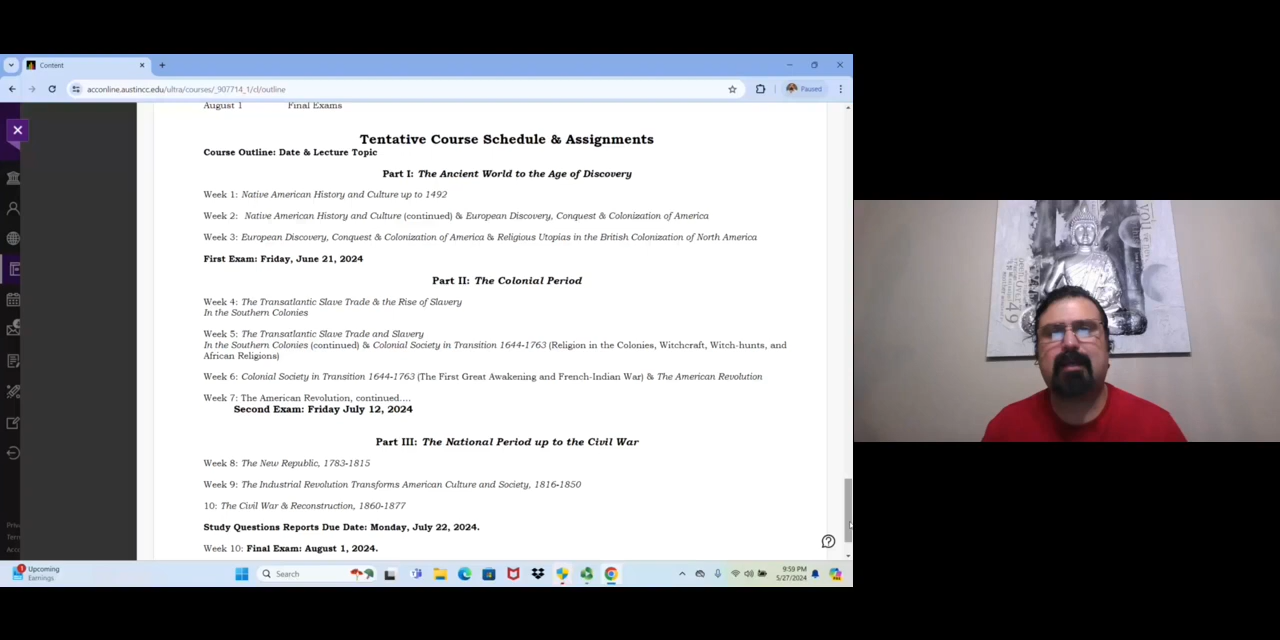 Content
acconline.austincc.edu/ultra/courses/_907714_1/cl/outline
Paused
August 1 Final Exams
Tentative Course Schedule & Assignments
Course Outline: Date & Lecture Topic
Part I: The Ancient World to the Age of Discovery
Week 1: Native American History and Culture up to 1492
Week 2: Native American History and Culture (continued) & European Discovery, Conquest & Colonization of America
Week 3: European Discovery, Conquest & Colonization of America & Religious Utopias in the British Colonization of North America
First Exam: Friday, June 21, 2024
Part II: The Colonial Period
Week 4: The Transatlantic Slave Trade & the Rise of Slavery
In the Southern Colonies
Week 5: The Transatlantic Slave Trade and Slavery
In the Southern Colonies (continued) & Colonial Society in Transition 1644-1763 (Religion in the Colonies, Witchcraft, Witch-hunts, and
African Religions)
Week 6: Colonial Society in Transition 1644-1763 (The First Great Awakening and French-Indian War) & The American Revolution
Week 7: The American Revolution, continued....
Second Exam: Friday July 12, 2024
Part III: The National Period up to the Civil War
Week 8: The New Republic, 1783-1815
Week 9: The Industrial Revolution Transforms American Culture and Society, 1816-1850
10: The Civil War & Reconstruction, 1860-1877
Study Questions Reports Due Date: Monday, July 22, 2024.
Week 10: Final Exam: August 1, 2024.
Priv
Term
Acc
1
Upcoming
Earnings
Search
9:59 PM
5/27/2024
49